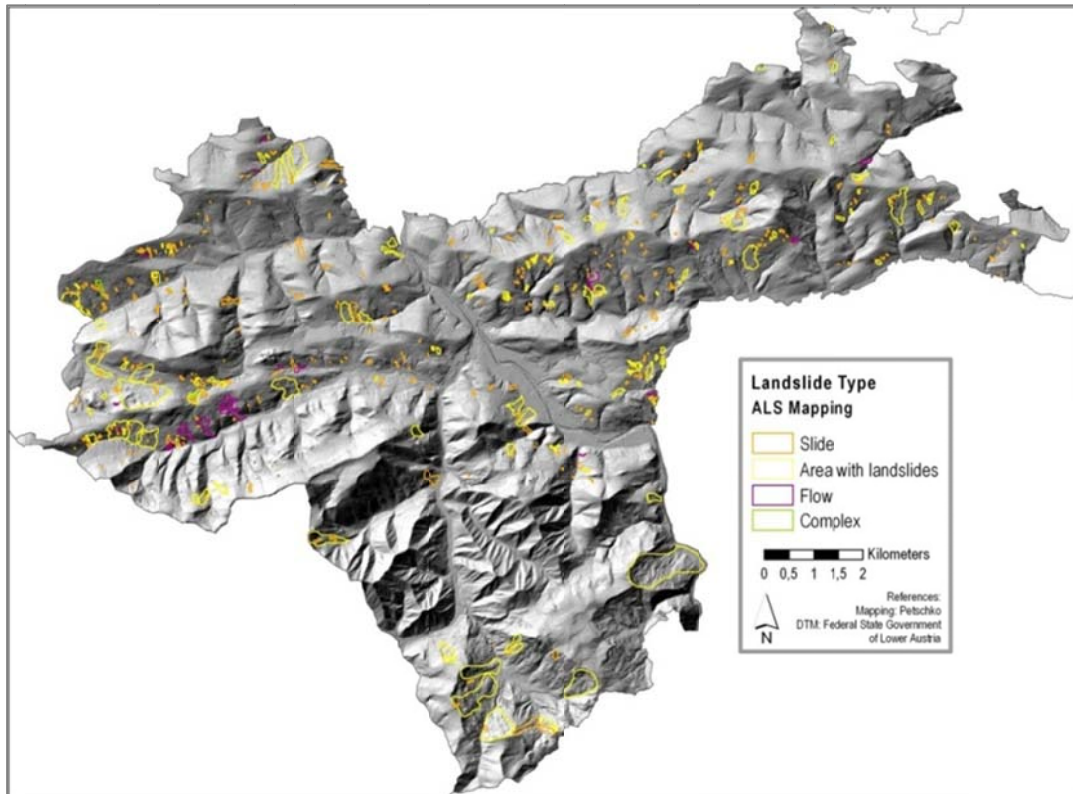 Landslide Type
ALS Mapping
Slide
Area with landslides
Flow
Complex
Kilometers
0 0,5 1 1,5 2
N
References:
Mapping: Petschko
DTM: Federal State Government
of Lower Austria